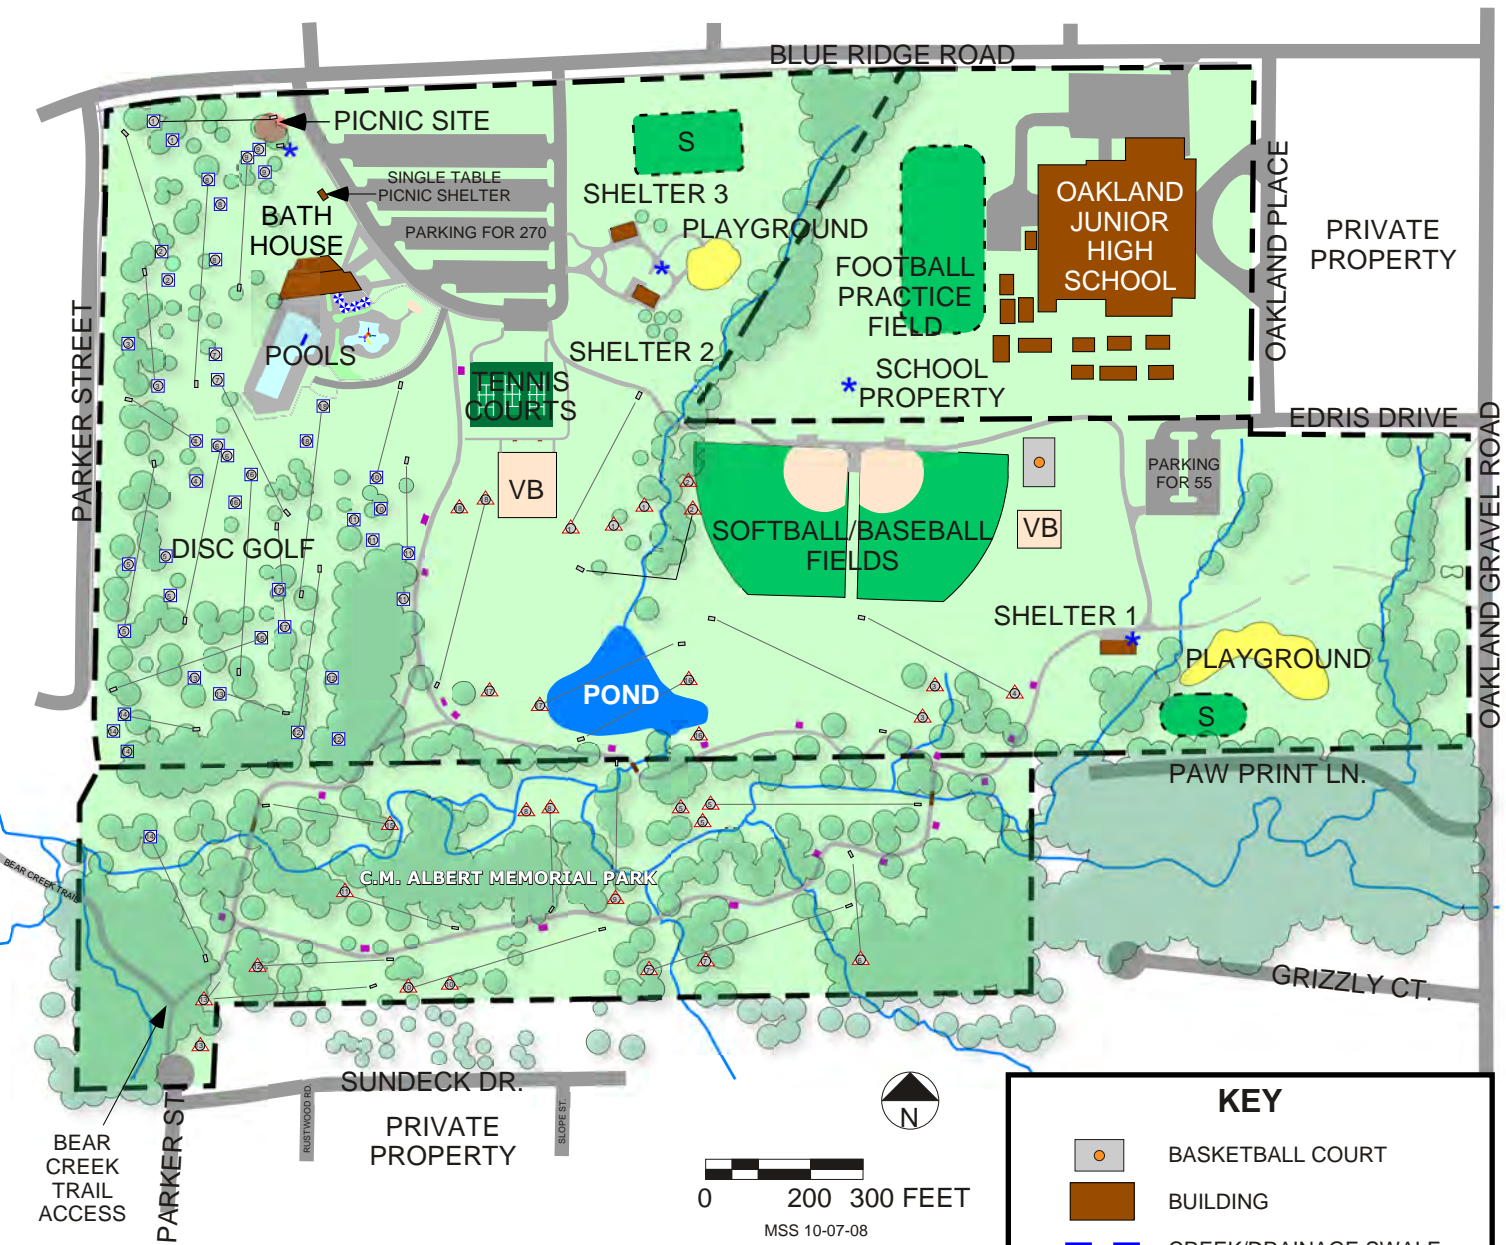 BLUE RIDGE ROAD
PICNIC SITE
S
SINGLE TABLE
PICNIC SHELTER
SHELTER 3
BATH
HOUSE
PARKING FOR 270
PLAYGROUND
OAKLAND
JUNIOR
HIGH
SCHOOL
OAKLAND PLACE
PRIVATE
PROPERTY
FOOTBALL
PRACTICE
FIELD
PARKER STREET
POOLS
SHELTER 2
TENNIS
COURTS
SCHOOL
PROPERTY
EDRIS DRIVE
OAKLAND GRAVEL ROAD
PARKING
FOR 55
VB
VB
SOFTBALL/BASEBALL
FIELDS
DISC GOLF
SHELTER 1
PLAYGROUND
POND
S
PAW PRINT LN.
BEAR CREEK TRAIL
C.M. ALBERT MEMORIAL PARK
GRIZZLY CT.
SUNDECK DR.
RUSTWOOD RD.
SLOPE ST.
PRIVATE
PROPERTY
PARKER ST.
BEAR
CREEK
TRAIL
ACCESS
N
0 200 300 FEET
MSS 10-07-08
KEY
BASKETBALL COURT
BUILDING
CREEK/DRAINAGE SWALE